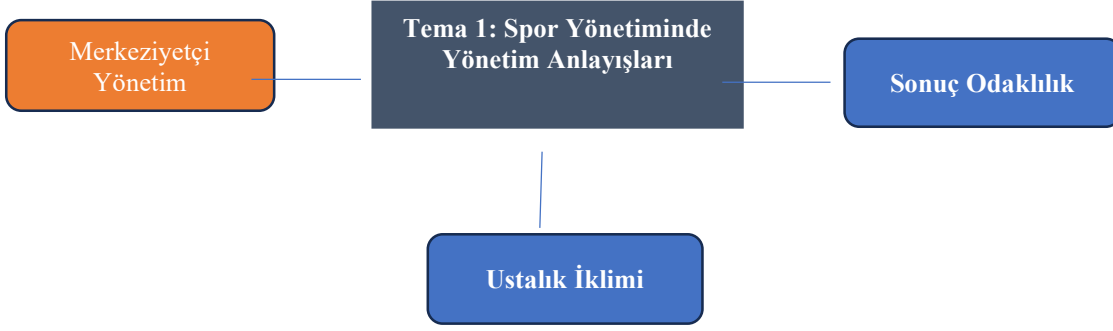 Tema 1: Spor Yönetiminde
Yönetim Anlayışları
Merkeziyetçi
Yönetim
Sonuç Odaklılık
Ustalık İklimi